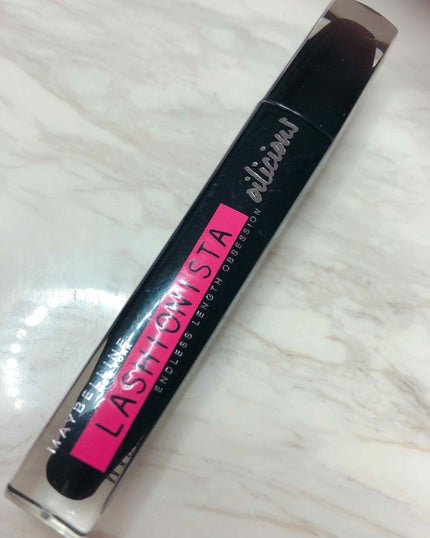 MAYBELLINE
LASHIONISTA
oilicious
ENDLESS LENGTH OBSESSION